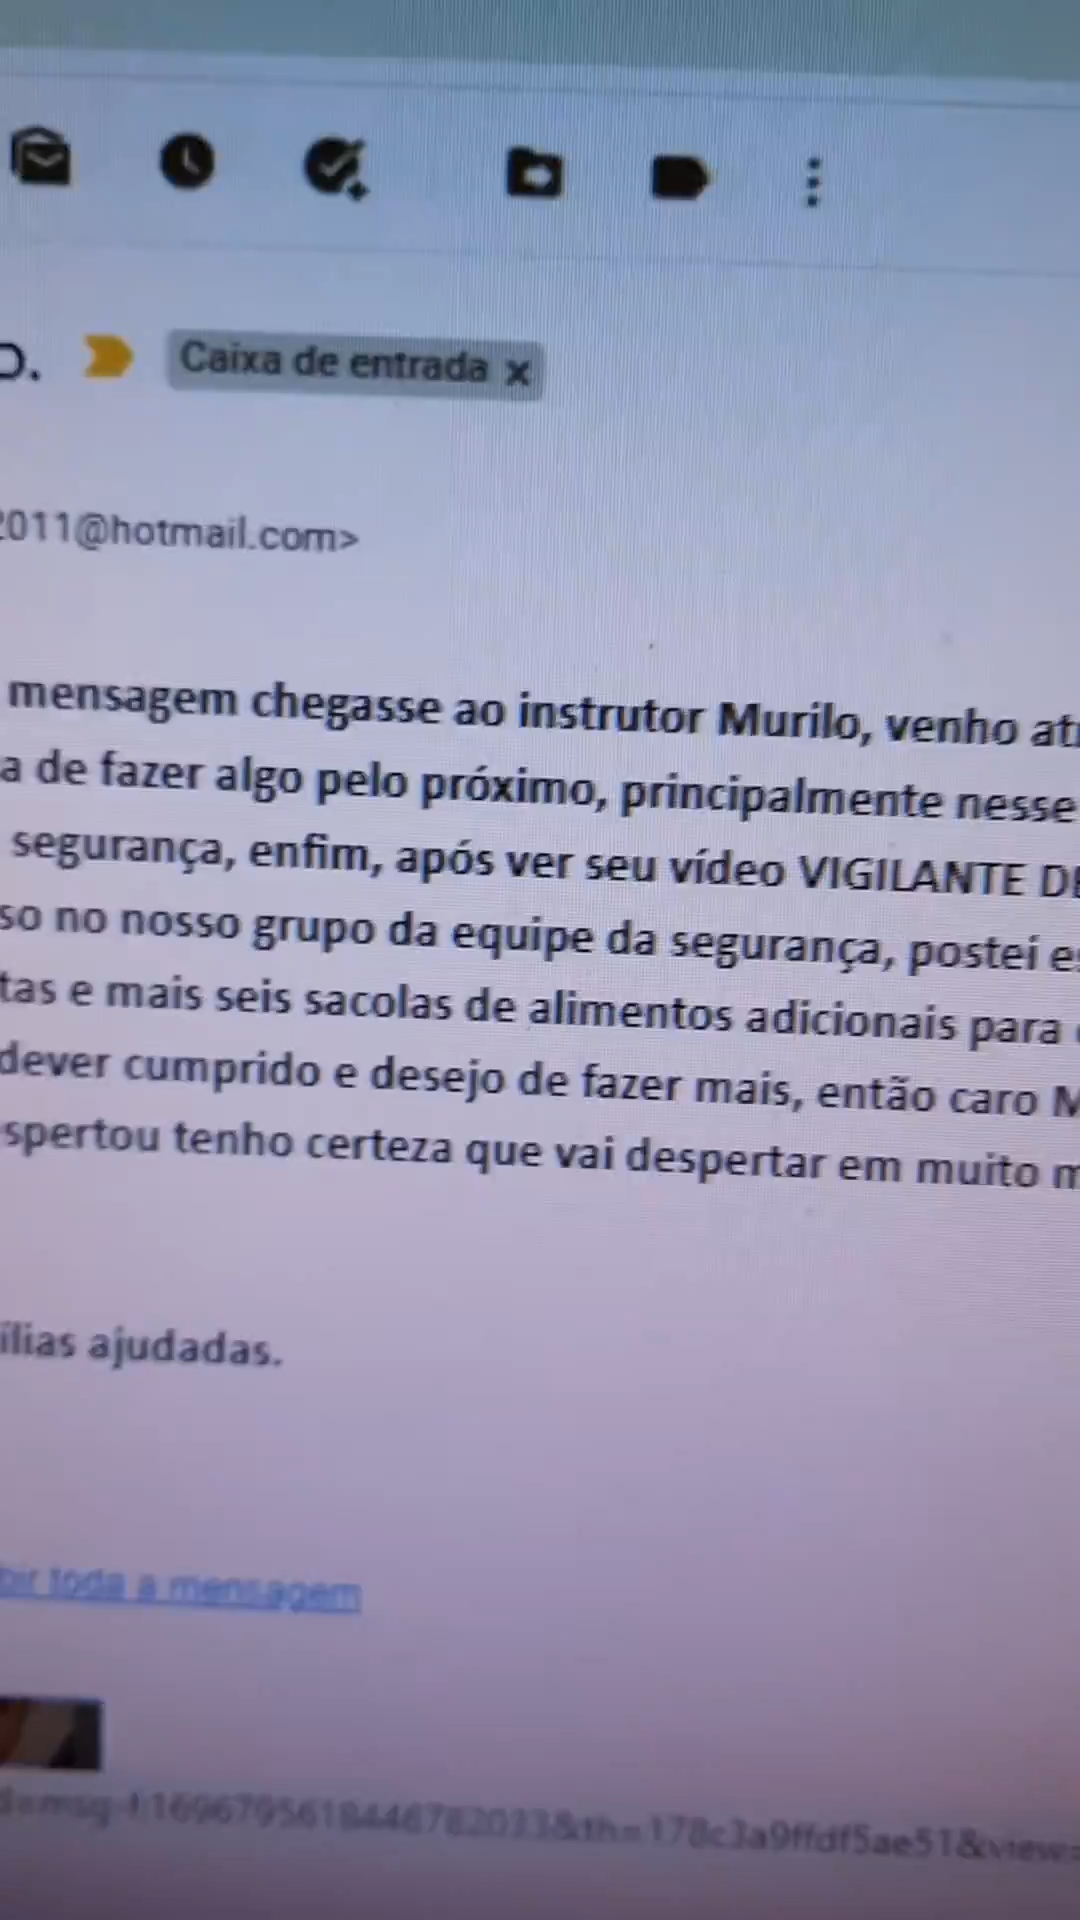 Caixa de entrada x
2011@hotmail.com>
mensagem chegasse ao instrutor Murilo, venho
a de fazer algo pelo próximo, principalmente nesse
segurança, enfim, após ver seu vídeo VIGILANTE
so no nosso grupo da equipe da segurança, postei
tas e mais seis sacolas de alimentos adicionais para
dever cumprido e desejo de fazer mais, então caro M
spertou tenho certeza que vai despertar em muito m
ílias ajudadas.
bir toda a mensagem